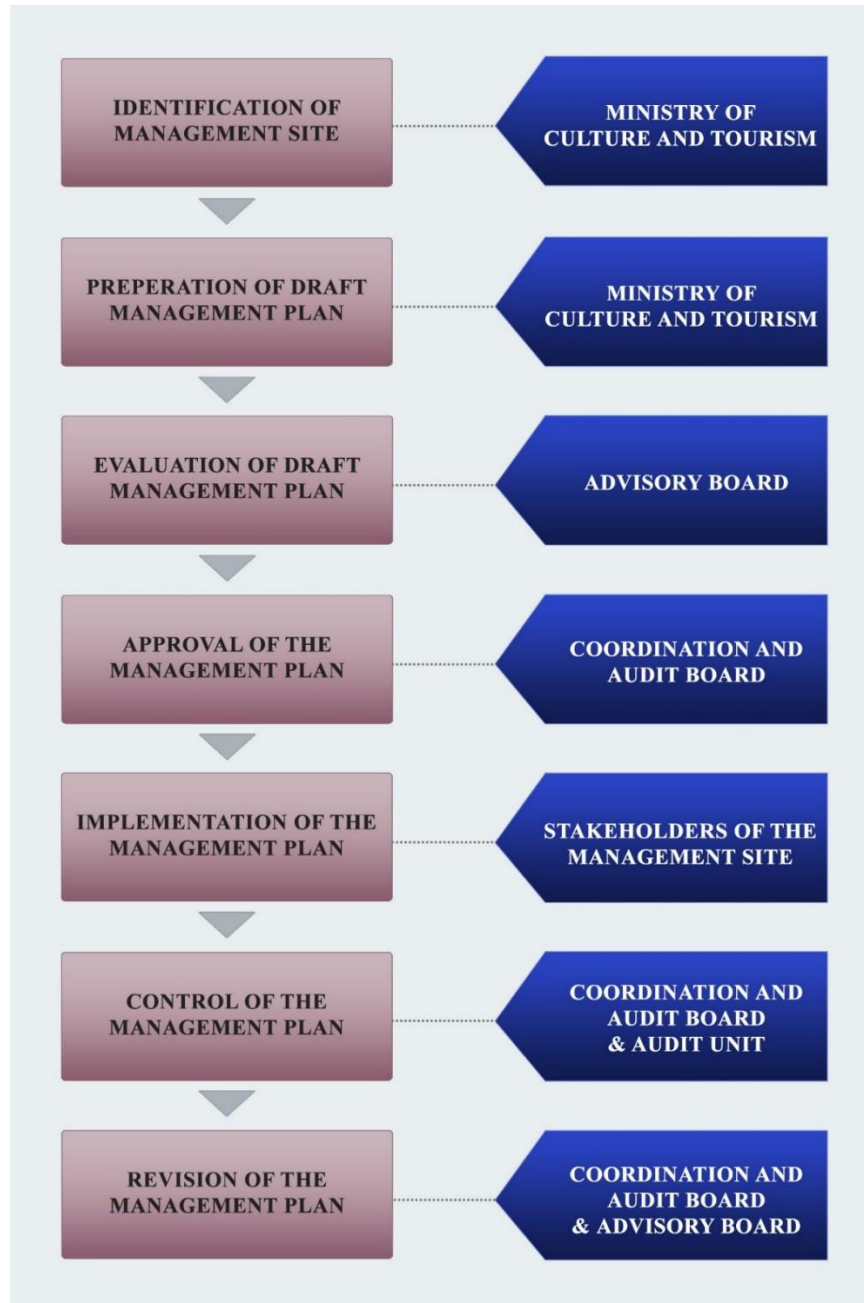 IDENTIFICATION OF
MANAGEMENT SITE
MINISTRY OF
CULTURE AND TOURISM
PREPERATION OF DRAFT
MANAGEMENT PLAN
MINISTRY OF
CULTURE AND TOURISM
EVALUATION OF DRAFT
MANAGEMENT PLAN
ADVISORY BOARD
APPROVAL OF THE
MANAGEMENT PLAN
COORDINATION AND
AUDIT BOARD
IMPLEMENTATION OF THE
MANAGEMENT PLAN
STAKEHOLDERS OF THE
MANAGEMENT SITE
CONTROL OF THE
MANAGEMENT PLAN
COORDINATION AND
AUDIT BOARD
& AUDIT UNIT
REVISION OF THE
MANAGEMENT PLAN
COORDINATION AND
AUDIT BOARD
& ADVISORY BOARD